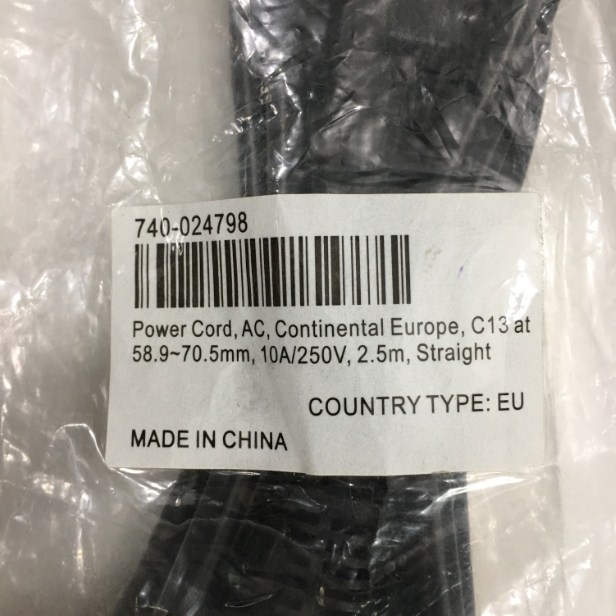 740-024798
Power Cord, AC, Continental Europe, C13 at
58.9~70.5mm, 10A/250V, 2.5m, Straight
COUNTRY TYPE: EU
MADE IN CHINA